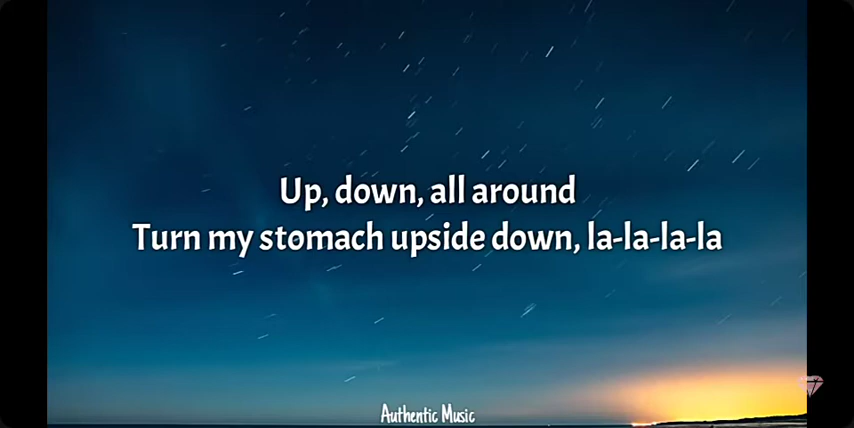 Up, down, all around
Turn my stomach upside down, la-la-la-la
Authentic Music